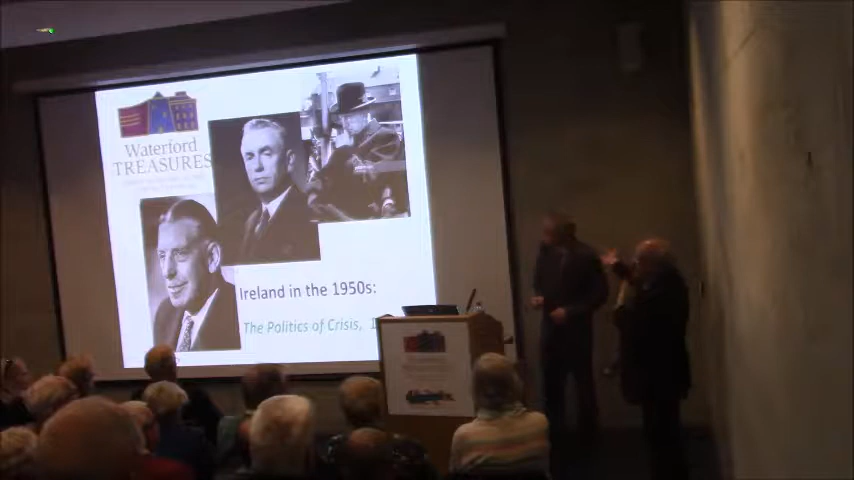 Waterford
TREASURES
Ireland in the 1950s:
The Politics of Crisis,